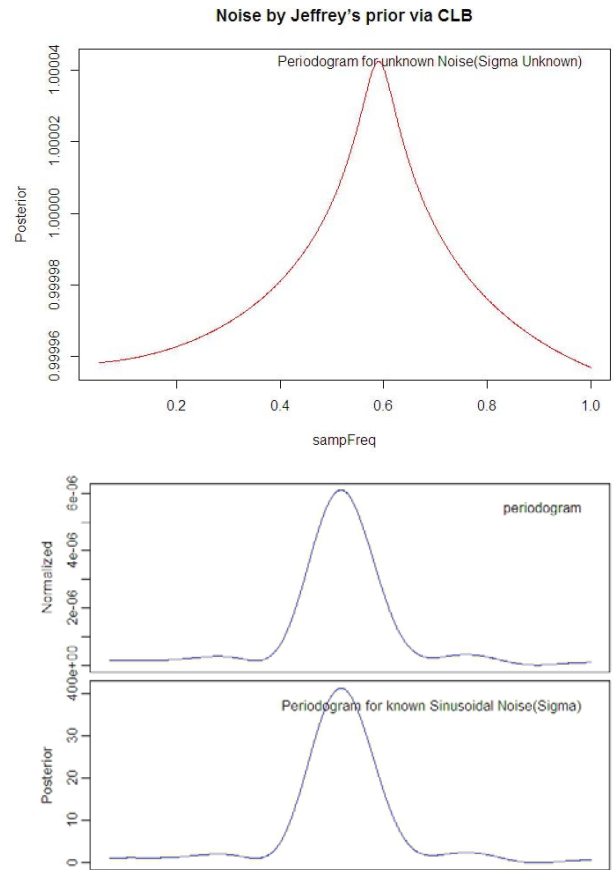 Noise by Jeffrey's prior via CLB
Periodogram for unknown Noise(Sigma Unknown)
1.00004
1.00002
1.00000
0.99998
0.99996
Posterior
0.2 0.4 0.6 0.8 1.0
sampFreq
periodogram
6e-06
4e-06
2e-06
0e+00
Normalized
Periodogram for known Sinusoidal Noise(Sigma)
40
30
20
10
0
Posterior